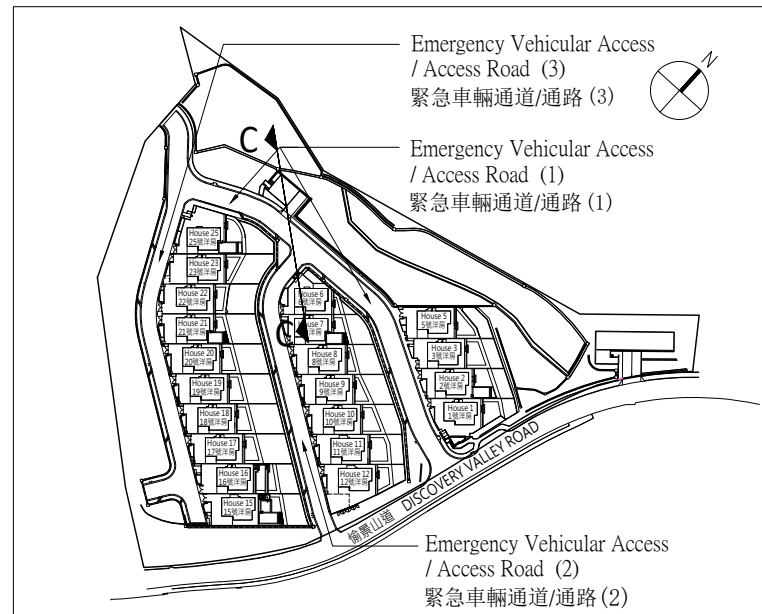 Emergency Vehicular Access
/ Access Road (3)
緊急車輛通道/通路 (3)
N
C
Emergency Vehicular Access
/ Access Road (1)
緊急車輛通道/通路 (1)
House 25
25號洋房
House 23
23號洋房
House 22
22號洋房
House 21
21號洋房
House 20
20號洋房
House 19
19號洋房
House 18
18號洋房
House 17
17號洋房
House 16
16號洋房
House 15
15號洋房
House 6
6號洋房
C
House 7
7號洋房
House 8
8號洋房
House 9
9號洋房
House 10
10號洋房
House 11
11號洋房
House 12
12號洋房
House 5
5號洋房
House 3
3號洋房
House 2
2號洋房
House 1
1號洋房
愉景山道 DISCOVERY VALLEY ROAD
Emergency Vehicular Access
/ Access Road (2)
緊急車輛通道/通路 (2)